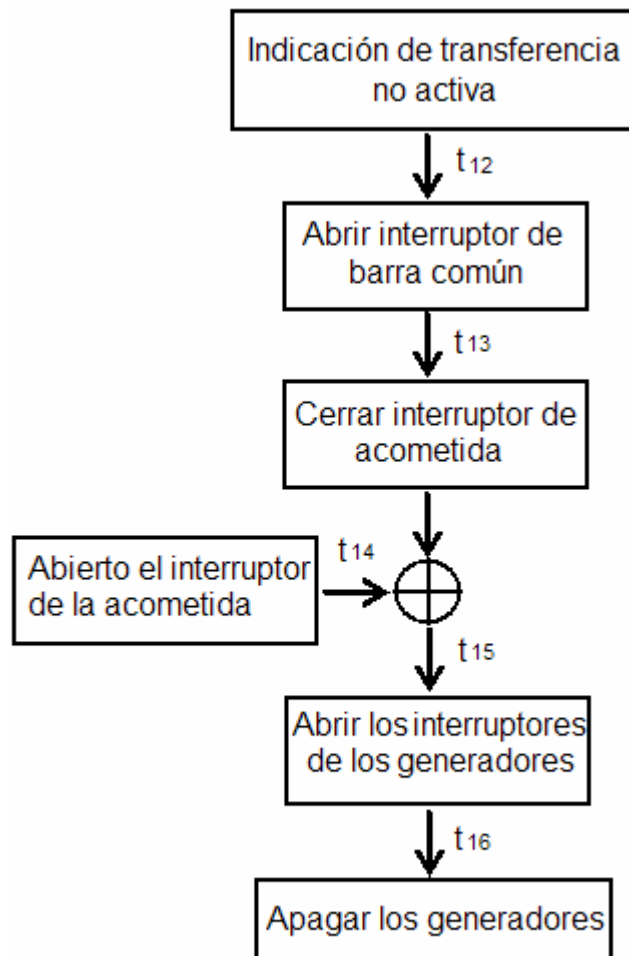 Indicación de transferencia
no activa
t12
Abrir interruptor de
barra común
t13
Cerrar interruptor de
acometida
Abierto el interruptor
de la acometida
t14
t15
Abrir los interruptores
de los generadores
t16
Apagar los generadores